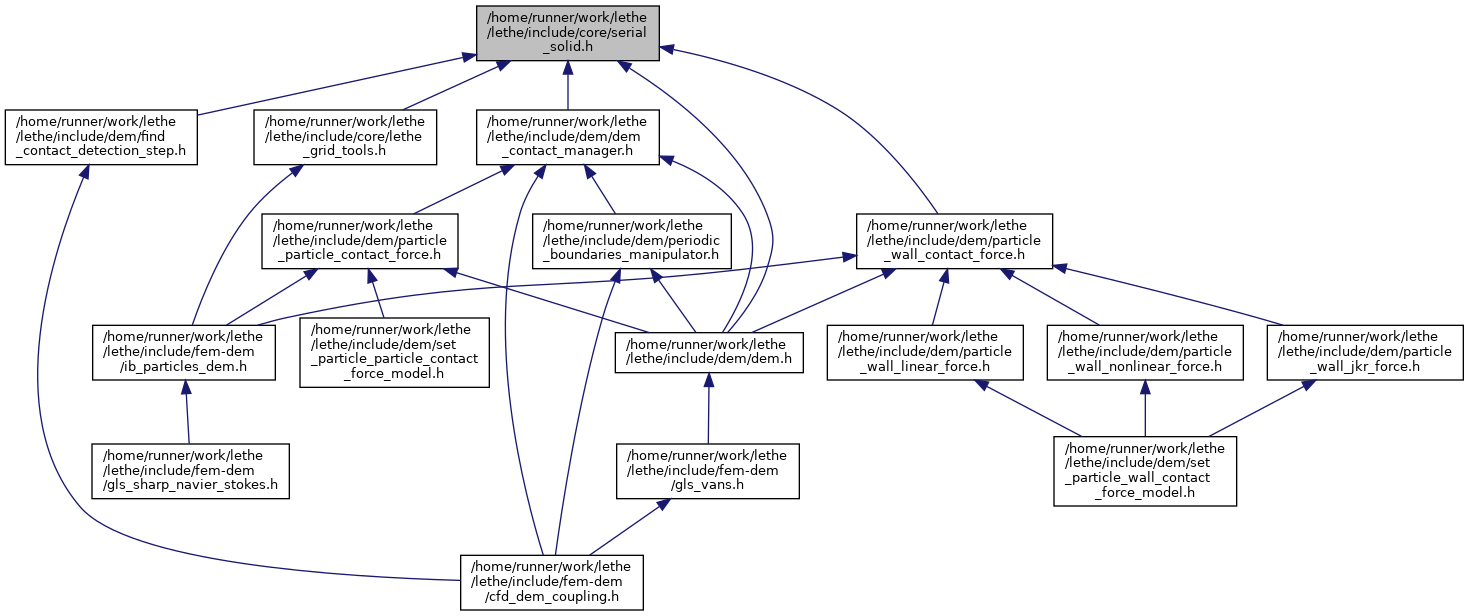 /home/runner/work/lethe
/lethe/include/core/serial
_solid.h
/home/runner/work/lethe
/lethe/include/dem/find
_contact_detection_step.h
/home/runner/work/lethe
/lethe/include/core/lethe
_grid_tools.h
/home/runner/work/lethe
/lethe/include/dem/dem
_contact_manager.h
/home/runner/work/lethe
/lethe/include/dem/particle
_particle_contact_force.h
/home/runner/work/lethe
/lethe/include/dem/periodic
_boundaries_manipulator.h
/home/runner/work/lethe
/lethe/include/dem/particle
_wall_contact_force.h
/home/runner/work/lethe
/lethe/include/fem-dem
/ib_particles_dem.h
/home/runner/work/lethe
/lethe/include/dem/set
_particle_particle_contact
_force_model.h
/home/runner/work/lethe
/lethe/include/dem/dem.h
/home/runner/work/lethe
/lethe/include/dem/particle
_wall_linear_force.h
/home/runner/work/lethe
/lethe/include/dem/particle
_wall_nonlinear_force.h
/home/runner/work/lethe
/lethe/include/dem/particle
_wall_jkr_force.h
/home/runner/work/lethe
/lethe/include/fem-dem
/gls_sharp_navier_stokes.h
/home/runner/work/lethe
/lethe/include/fem-dem
/gls_vans.h
/home/runner/work/lethe
/lethe/include/dem/set
_particle_wall_contact
_force_model.h
/home/runner/work/lethe
/lethe/include/fem-dem
/cfd_dem_coupling.h